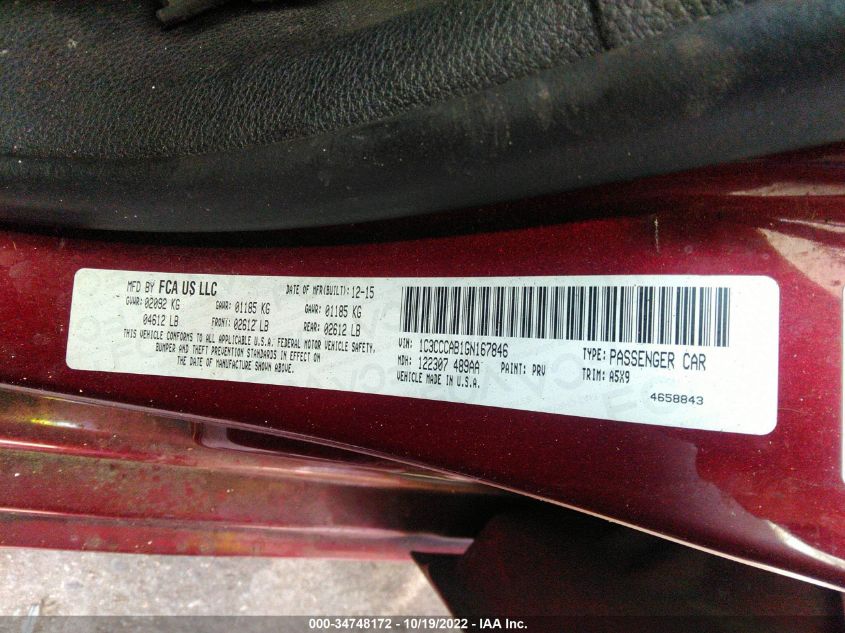 MFD BY FCA US LLC
DATE OF MFR(BUILT): 12-15
GVWR: 02092 KG GAWR: 01185 KG GAWR: 01185 KG
04612 LB FRONT: 02612 LB REAR: 02612 LB
THIS VEHICLE CONFORMS TO ALL APPLICABLE U.S.A. FEDERAL MOTOR VEHICLE SAFETY,
BUMPER AND THEFT PREVENTION STANDARDS IN EFFECT ON
THE DATE OF MANUFACTURE SHOWN ABOVE.
VIN: 1C3CCCAB1GN167846 TYPE: PASSENGER CAR
MDH: 122307 489AA PAINT: PRV TRIM: A5X9
VEHICLE MADE IN U.S.A.
4658843
000-34748172 - 10/19/2022 - IAA Inc.